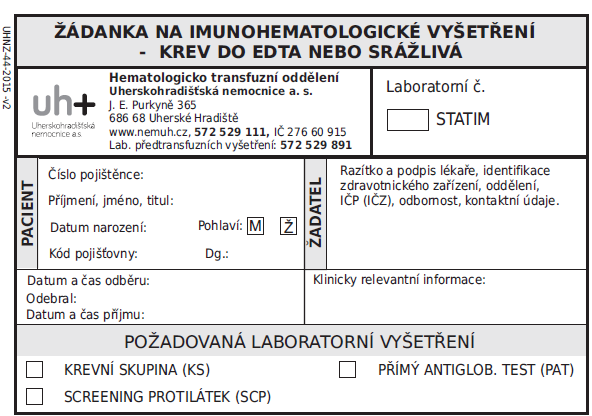 UHNZ-44-2015 -v2
ŽÁDANKA NA IMUNOHEMATOLOGICKÉ VYŠETŘENÍ
- KREV DO EDTA NEBO SRÁŽLIVÁ
uh+
Uherskohradišťská
nemocnice a.s.
Hematologicko transfuzní oddělení
Uherskohradišťská nemocnice a. s.
J. E. Purkyně 365
686 68 Uherské Hradiště
www.nemuh.cz, 572 529 111, IČ 276 60 915
Lab. předtransfuzních vyšetření: 572 529 891
Laboratorní č.
STATIM
PACIENT
Číslo pojištěnce:
Příjmení, jméno, titul:
Datum narození: Pohlaví: M Ž
Kód pojišťovny: Dg.:
ŽADATEL
Razítko a podpis lékaře, identifikace
zdravotnického zařízení, oddělení,
IČP (IČZ), odbornost, kontaktní údaje.
Datum a čas odběru:
Odebral:
Datum a čas příjmu:
Klinicky relevantní informace:
POŽADOVANÁ LABORATORNÍ VYŠETŘENÍ
KREVNÍ SKUPINA (KS)
PŘÍMÝ ANTIGLOB. TEST (PAT)
SCREENING PROTILÁTEK (SCP)